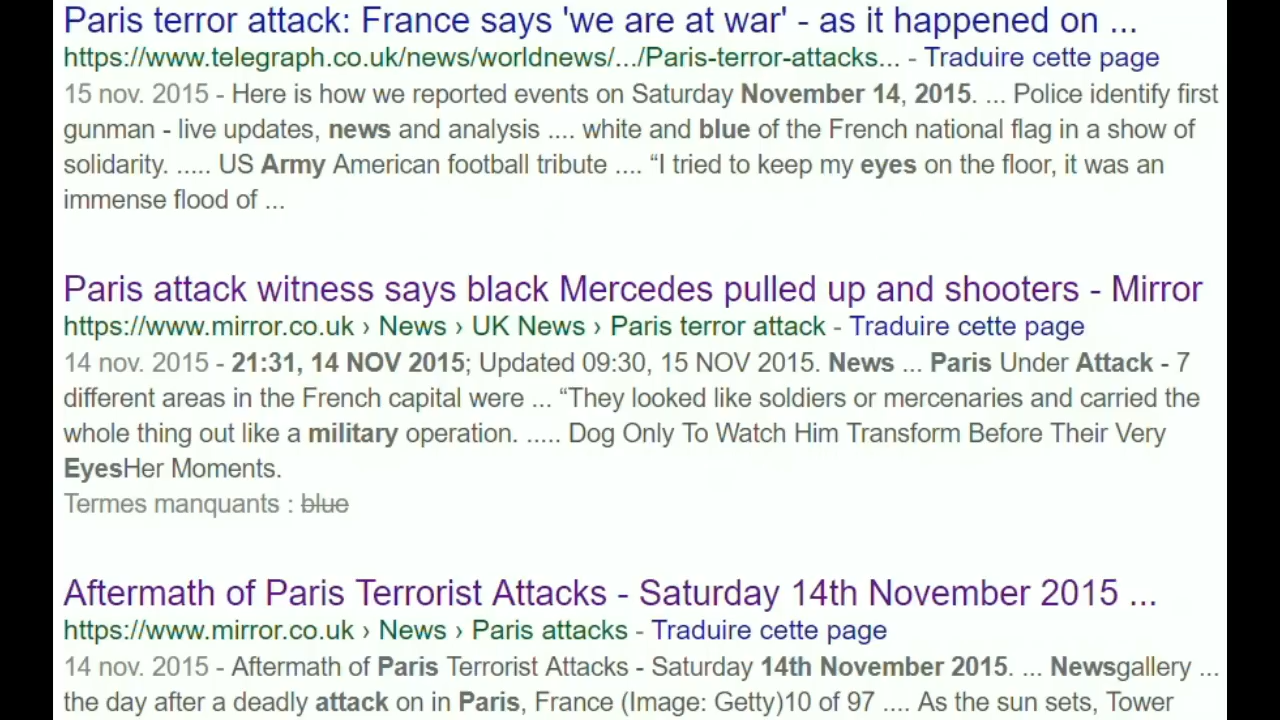 Paris terror attack: France says 'we are at war' - as it happened on ...
https://www.telegraph.co.uk/news/worldnews/.../Paris-terror-attacks... - Traduire cette page
15 nov. 2015 - Here is how we reported events on Saturday November 14, 2015. ... Police identify first
gunman - live updates, news and analysis .... white and blue of the French national flag in a show of
solidarity. ..... US Army American football tribute .... “I tried to keep my eyes on the floor, it was an
immense flood of ...
Paris attack witness says black Mercedes pulled up and shooters - Mirror
https://www.mirror.co.uk › News › UK News › Paris terror attack - Traduire cette page
14 nov. 2015 - 21:31, 14 NOV 2015; Updated 09:30, 15 NOV 2015. News ... Paris Under Attack - 7
different areas in the French capital were ... “They looked like soldiers or mercenaries and carried the
whole thing out like a military operation. ..... Dog Only To Watch Him Transform Before Their Very
EyesHer Moments.
Termes manquants : blue
Aftermath of Paris Terrorist Attacks - Saturday 14th November 2015 ...
https://www.mirror.co.uk › News › Paris attacks - Traduire cette page
14 nov. 2015 - Aftermath of Paris Terrorist Attacks - Saturday 14th November 2015. ... Newsgallery ...
the day after a deadly attack on in Paris, France (Image: Getty)10 of 97 .... As the sun sets, Tower